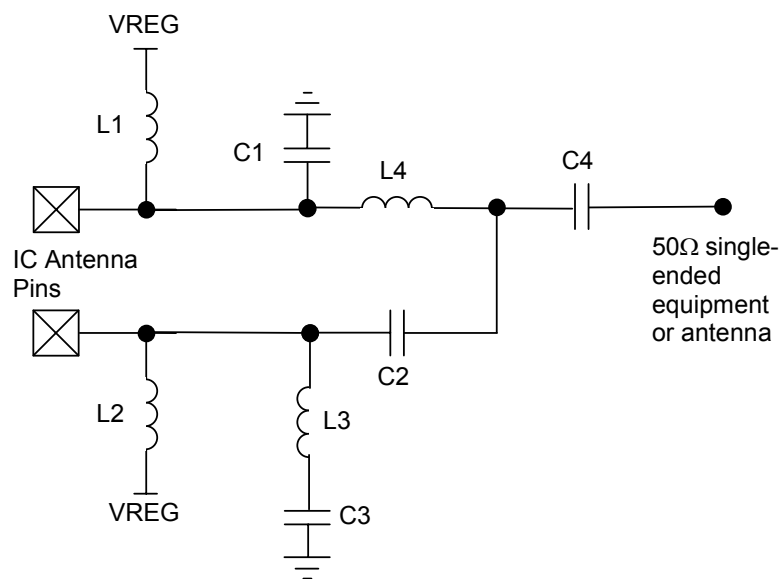 VREG
L1
C1
L4
C4
IC Antenna
Pins
50Ω single-
ended
equipment
or antenna
C2
L2
L3
VREG
C3